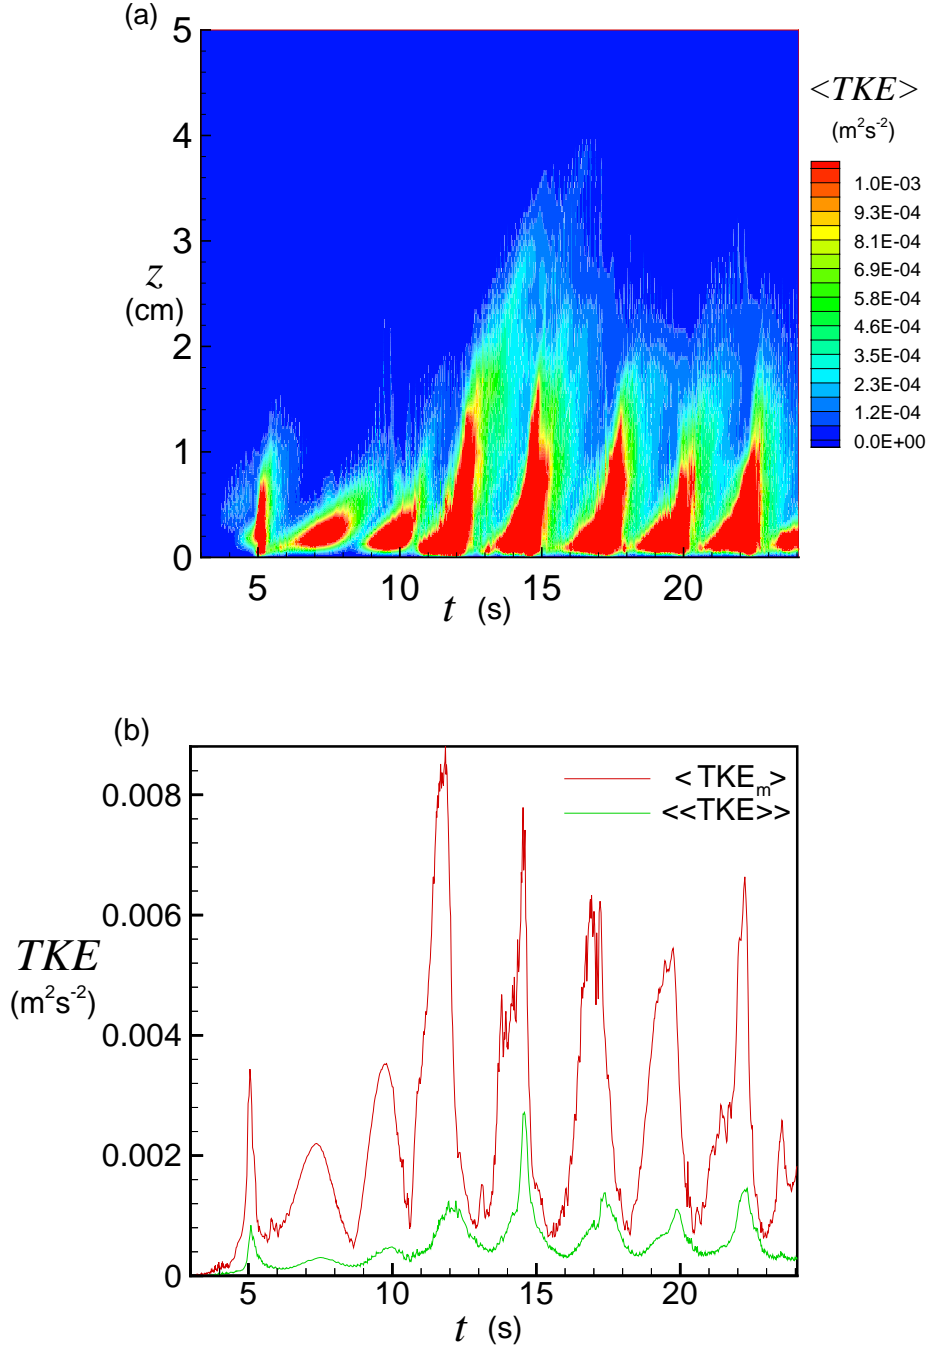 (a)
5
4
3
2
1
0
z
(cm)
5
10
15
20
t (s)
<TKE>
(m²s⁻²)
1.0E-03
9.3E-04
8.1E-04
6.9E-04
5.8E-04
4.6E-04
3.5E-04
2.3E-04
1.2E-04
0.0E+00
(b)
0.008
0.006
0.004
0.002
0
TKE
(m²s⁻²)
< TKEₘ>
<<TKE>>
5
10
15
20
t (s)